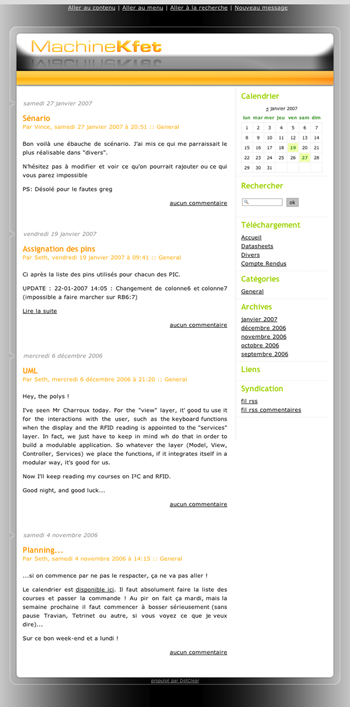 Aller au contenu | Aller au menu | Aller à la recherche | Nouveau message
MachineKfet
samedi 27 janvier 2007
Sénario
Par Vince, samedi 27 janvier 2007 à 20:51 :: General
Bon voilà une ébauche de scénario. J'ai mis ce qui me parraissait le
plus réalisable dans "divers".
N'hésitez pas à modifier et voir ce qu'on pourrait rajouter ou ce qui
vous parez impossible
PS: Désolé pour le fautes greg
aucun commentaire
vendredi 19 janvier 2007
Assignation des pins
Par Seth, vendredi 19 janvier 2007 à 09:41 :: General
Ci après la liste des pins utilisés pour chacun des PIC.
UPDATE : 22-01-2007 14:05 : Changement de colonne6 et colonne7
(impossible a faire marcher sur RB6:7)
Lire la suite
aucun commentaire
mercredi 6 décembre 2006
UML
Par Seth, mercredi 6 décembre 2006 à 21:20 :: General
Hey, the polys !
I've seen Mr Charroux today. For the "view" layer, it' good tu use it
for the interactions with the user, such as the keyboard functions
when the display and the RFID reading is appointed to the "services"
layer. In fact, we just have to keep in mind wh do that in order to
build a modulable application. So whatever the layer (Model, View,
Controller, Services) we place the functions, if it integrates itself in a
modular way, it's good for us.
Now I'll keep reading my courses on I²C and RFID.
Good night, and good luck...
aucun commentaire
samedi 4 novembre 2006
Planning...
Par Seth, samedi 4 novembre 2006 à 14:15 :: General
...si on commence par ne pas le respacter, ça ne va pas aller !
Le calendrier est disponible ici. Il faut absolument faire la liste des
courses et passer la commande ! Au pir on fait ça mardi, mais la
semaine prochaine il faut commencer à bosser sérieusement (sans
pause Travian, Tetrinet ou autre, si vous voyez ce que je veux
dire)...
Sur ce bon week-end et a lundi !
aucun commentaire
Calendrier
« janvier 2007
lun mar mer jeu ven sam dim
1 2 3 4 5 6 7
8 9 10 11 12 13 14
15 16 17 18 19 20 21
22 23 24 25 26 27 28
29 30 31
Rechercher
ok
Téléchargement
Accueil
Datasheets
Divers
Compte Rendus
Catégories
General
Archives
janvier 2007
décembre 2006
novembre 2006
octobre 2006
septembre 2006
Liens
Syndication
fil rss
fil rss commentaires
propulsé par DotClear